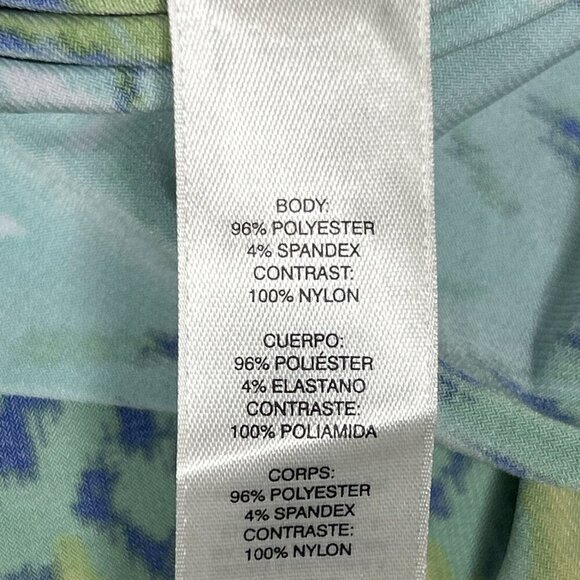 BODY:
96% POLYESTER
4% SPANDEX
CONTRAST:
100% NYLON
CUERPO:
96% POLIÉSTER
4% ELASTANO
CONTRASTE:
100% POLIAMIDA
CORPS:
96% POLYESTER
4% SPANDEX
CONTRASTE:
100% NYLON